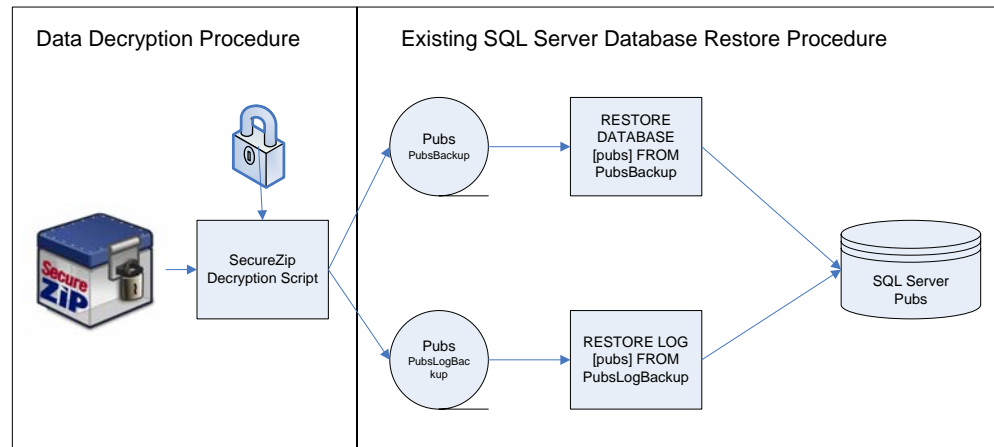 Data Decryption Procedure
Existing SQL Server Database Restore Procedure
Secure
ZIP
SecureZip
Decryption Script
Pubs
PubsBackup
RESTORE
DATABASE
[pubs] FROM
PubsBackup
Pubs
PubsLogBac
kup
RESTORE LOG
[pubs] FROM
PubsLogBackup
SQL Server
Pubs